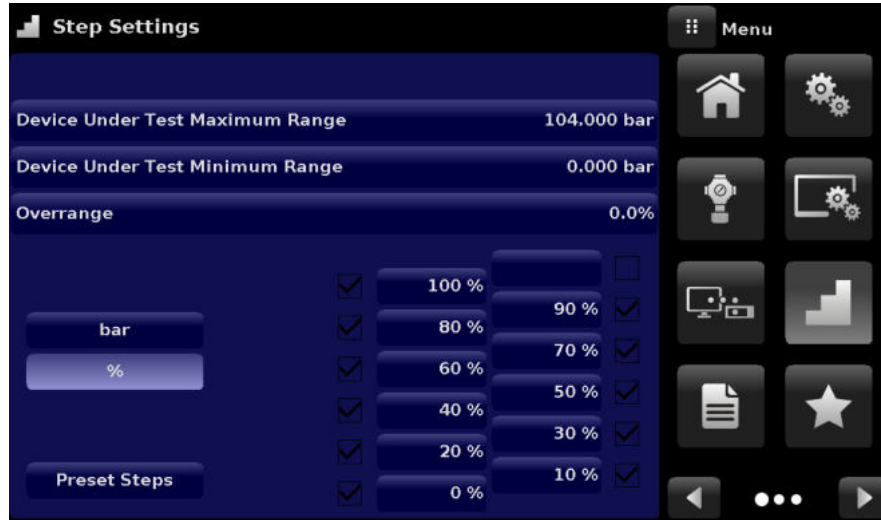 Step Settings
Menu
Device Under Test Maximum Range 104.000 bar
Device Under Test Minimum Range 0.000 bar
Overrange 0.0%
100 %
90 %
bar
80 %
70 %
%
60 %
50 %
40 %
30 %
20 %
Preset Steps
10 %
0 %